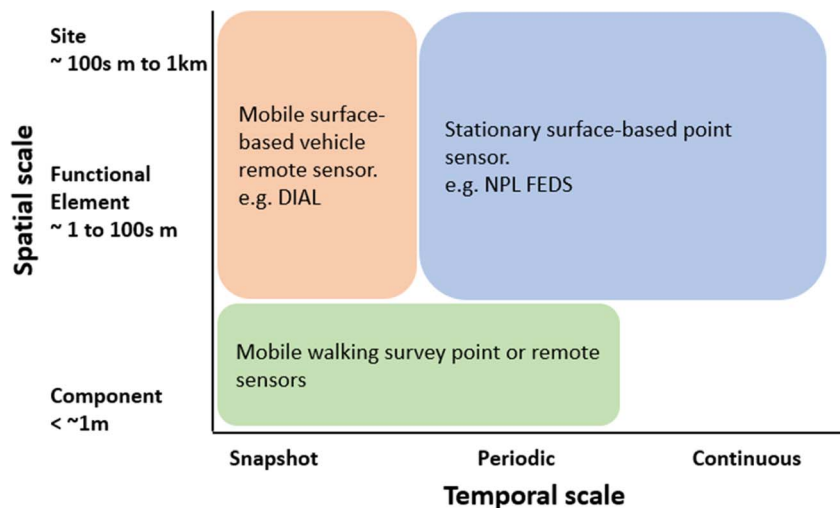 Site
~ 100s m to 1km
Functional
Element
~ 1 to 100s m
Component
< ~1m
Spatial scale
Mobile surface-
based vehicle
remote sensor.
e.g. DIAL
Stationary surface-based point
sensor.
e.g. NPL FEDS
Mobile walking survey point or remote
sensors
Snapshot
Periodic
Continuous
Temporal scale